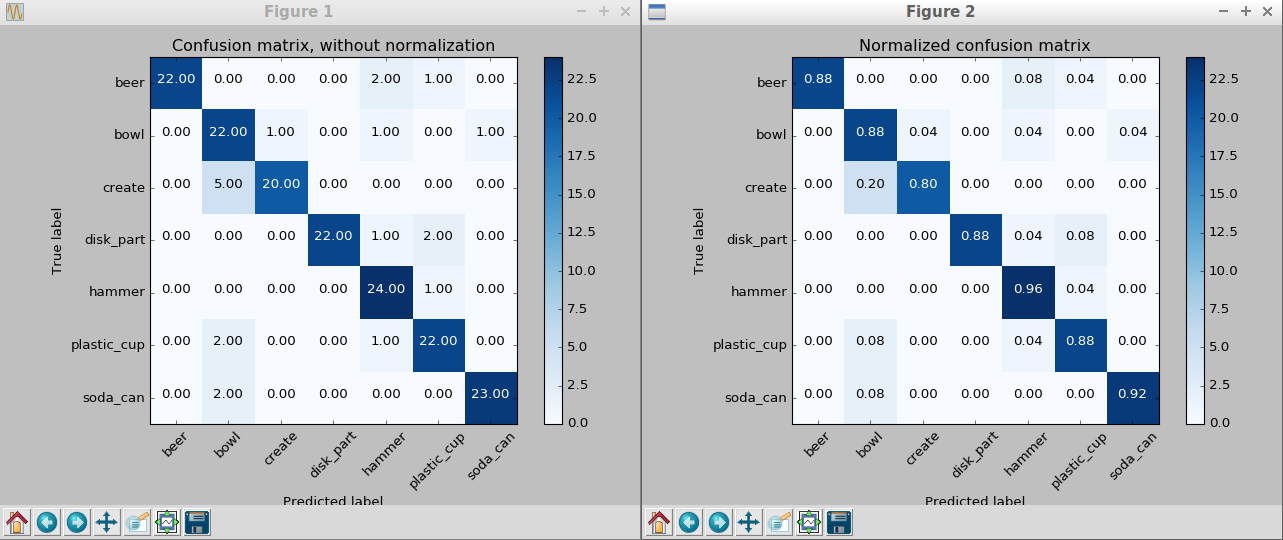 Figure 1
Confusion matrix, without normalization
beer 22.00 0.00 0.00 0.00 2.00 1.00 0.00
bowl 0.00 22.00 1.00 0.00 1.00 0.00 1.00
create 0.00 5.00 20.00 0.00 0.00 0.00 0.00
disk_part 0.00 0.00 0.00 22.00 1.00 2.00 0.00
hammer 0.00 0.00 0.00 0.00 24.00 1.00 0.00
plastic_cup 0.00 2.00 0.00 0.00 1.00 22.00 0.00
soda_can 0.00 2.00 0.00 0.00 0.00 0.00 23.00
True label
beer bowl create disk_part hammer plastic_cup soda_can
Predicted label
22.5
20.0
17.5
15.0
12.5
10.0
7.5
5.0
2.5
0.0
Figure 2
Normalized confusion matrix
beer 0.88 0.00 0.00 0.00 0.08 0.04 0.00
bowl 0.00 0.88 0.04 0.00 0.04 0.00 0.04
create 0.00 0.20 0.80 0.00 0.00 0.00 0.00
disk_part 0.00 0.00 0.00 0.88 0.04 0.08 0.00
hammer 0.00 0.00 0.00 0.00 0.96 0.04 0.00
plastic_cup 0.00 0.08 0.00 0.00 0.04 0.88 0.00
soda_can 0.00 0.08 0.00 0.00 0.00 0.00 0.92
True label
beer bowl create disk_part hammer plastic_cup soda_can
Predicted label
22.5
20.0
17.5
15.0
12.5
10.0
7.5
5.0
2.5
0.0